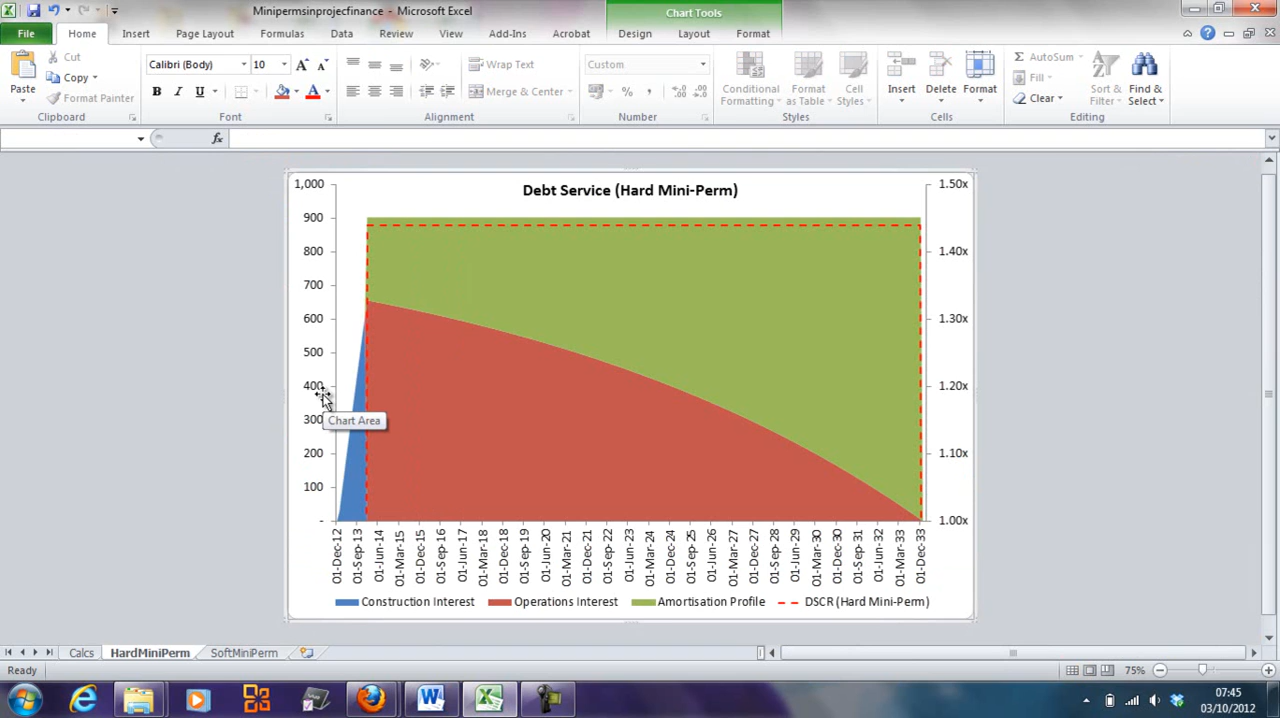 Minipermsinprojecfinance - Microsoft Excel
Chart Tools
File Home Insert Page Layout Formulas Data Review View Add-Ins Acrobat Design Layout Format
Paste
Cut
Copy
Format Painter
Clipboard
Calibri (Body) 10
B I U
Font
Wrap Text
Merge & Center
Alignment
Custom
% ,
Number
Conditional Formatting
Format as Table
Cell Styles
Styles
Insert Delete Format
Cells
AutoSum
Fill
Clear
Sort & Filter
Find & Select
Editing
fx
Debt Service (Hard Mini-Perm)
1,000
900
800
700
600
500
400
300
200
100
-
1.50x
1.40x
1.30x
1.20x
1.10x
1.00x
Chart Area
01-Dec-12
01-Sep-13
01-Jun-14
01-Mar-15
01-Dec-15
01-Sep-16
01-Jun-17
01-Mar-18
01-Dec-18
01-Sep-19
01-Jun-20
01-Mar-21
01-Dec-21
01-Sep-22
01-Jun-23
01-Mar-24
01-Dec-24
01-Sep-25
01-Jun-26
01-Mar-27
01-Dec-27
01-Sep-28
01-Jun-29
01-Mar-30
01-Dec-30
01-Sep-31
01-Jun-32
01-Mar-33
01-Dec-33
Construction Interest Operations Interest Amortisation Profile DSCR (Hard Mini-Perm)
Calcs HardMiniPerm SoftMiniPerm
Ready
75%
07:45
03/10/2012